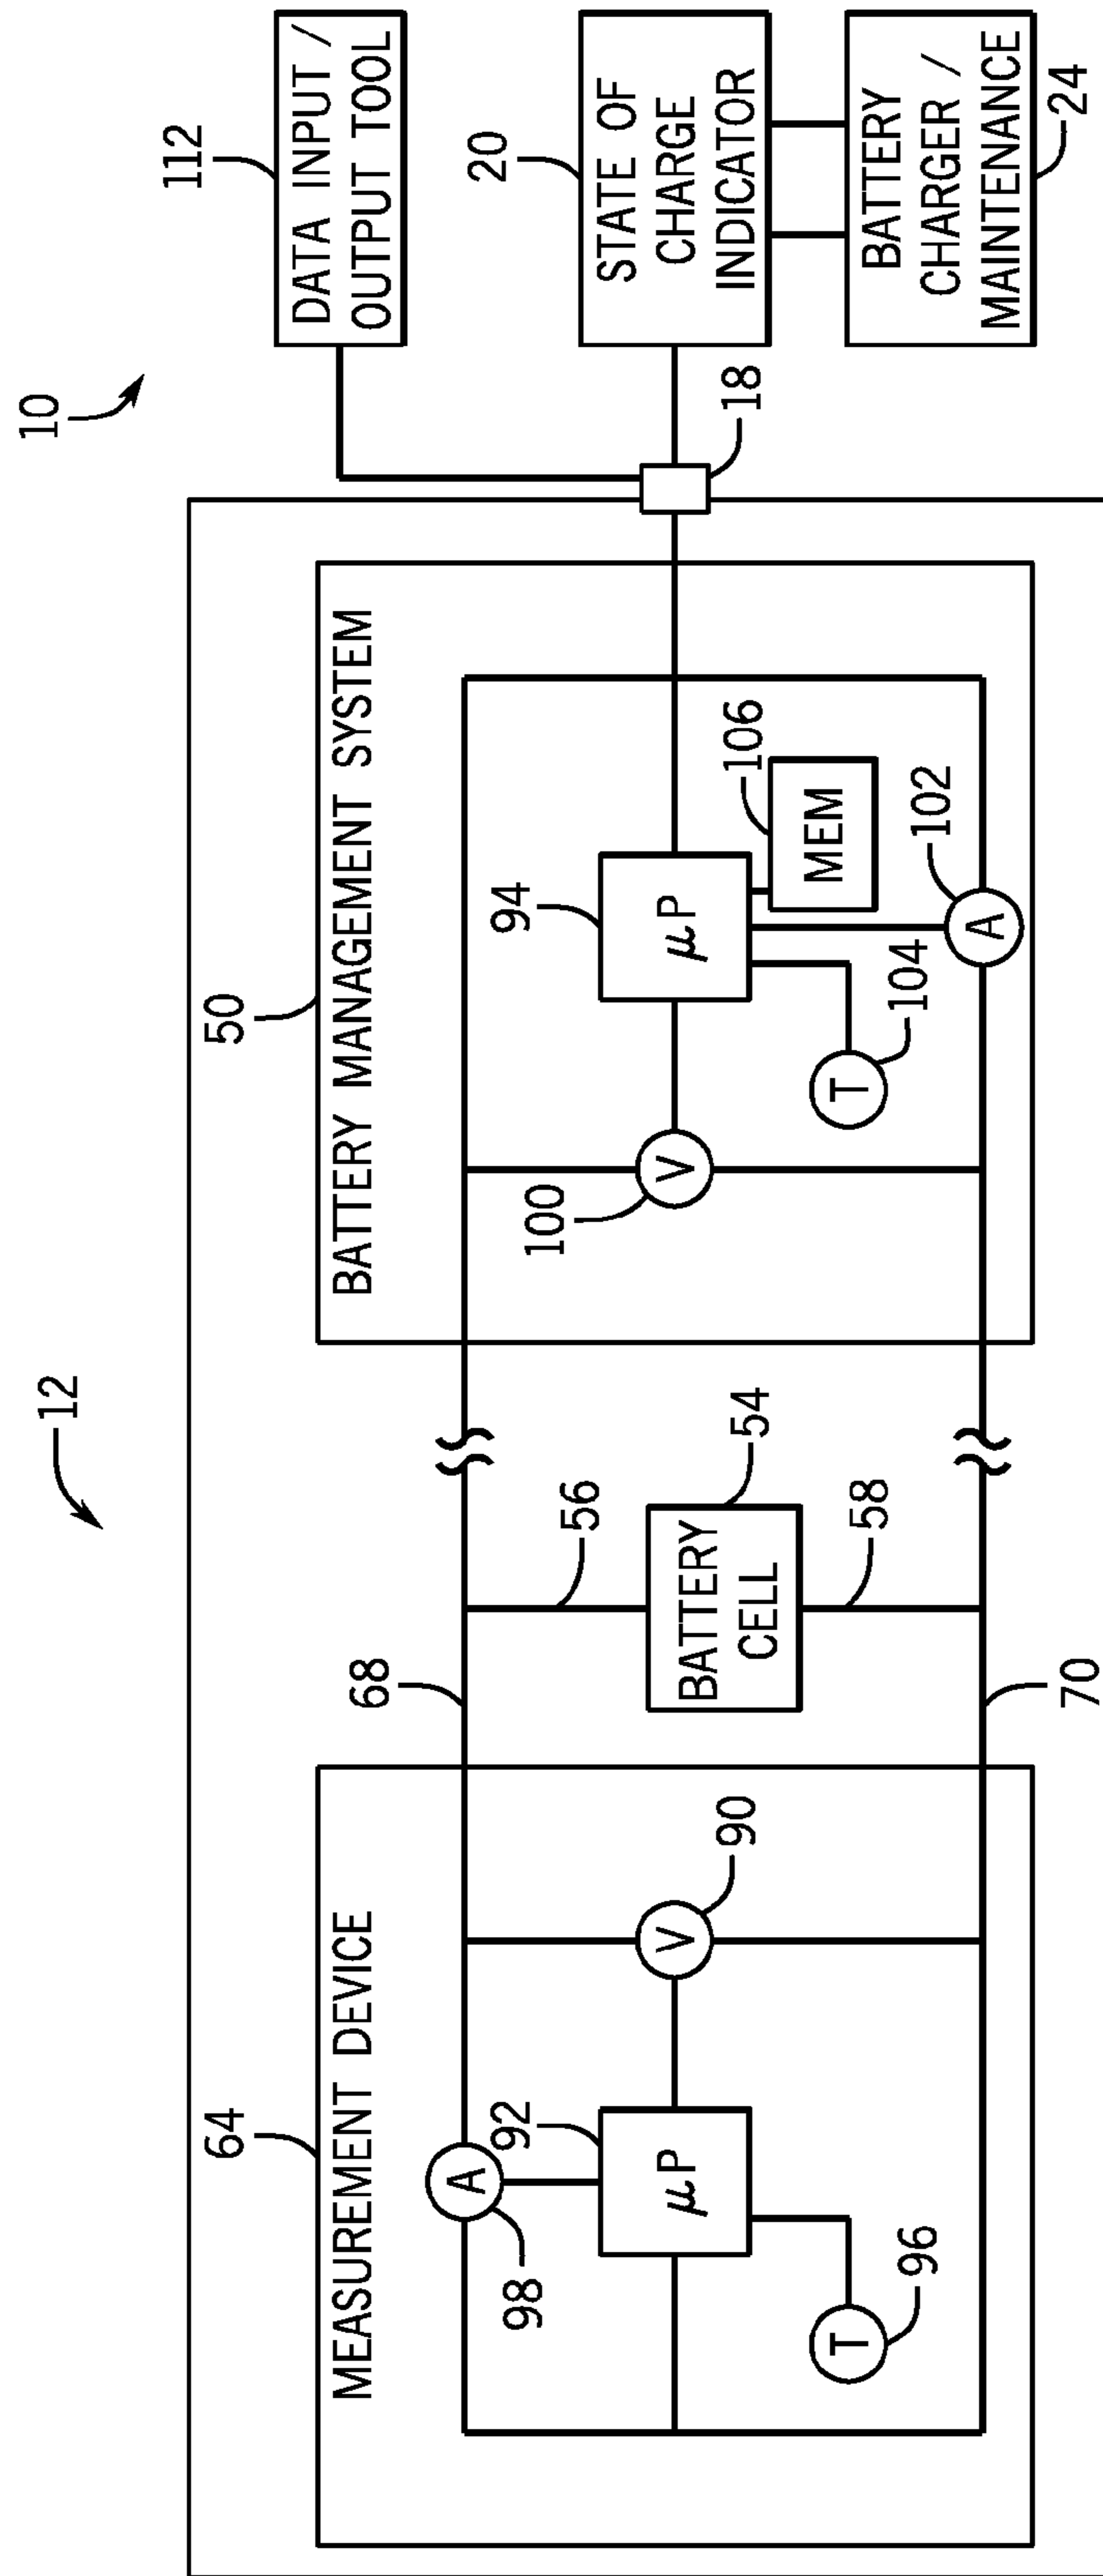 10
12
112
DATA INPUT /
OUTPUT TOOL
20
STATE OF
CHARGE
INDICATOR
BATTERY
CHARGER /
MAINTENANCE
24
18
50
BATTERY MANAGEMENT SYSTEM
94
μP
106
MEM
102
A
104
T
100
V
54
BATTERY
CELL
56
58
68
70
64
MEASUREMENT DEVICE
90
V
92
μP
98
A
96
T